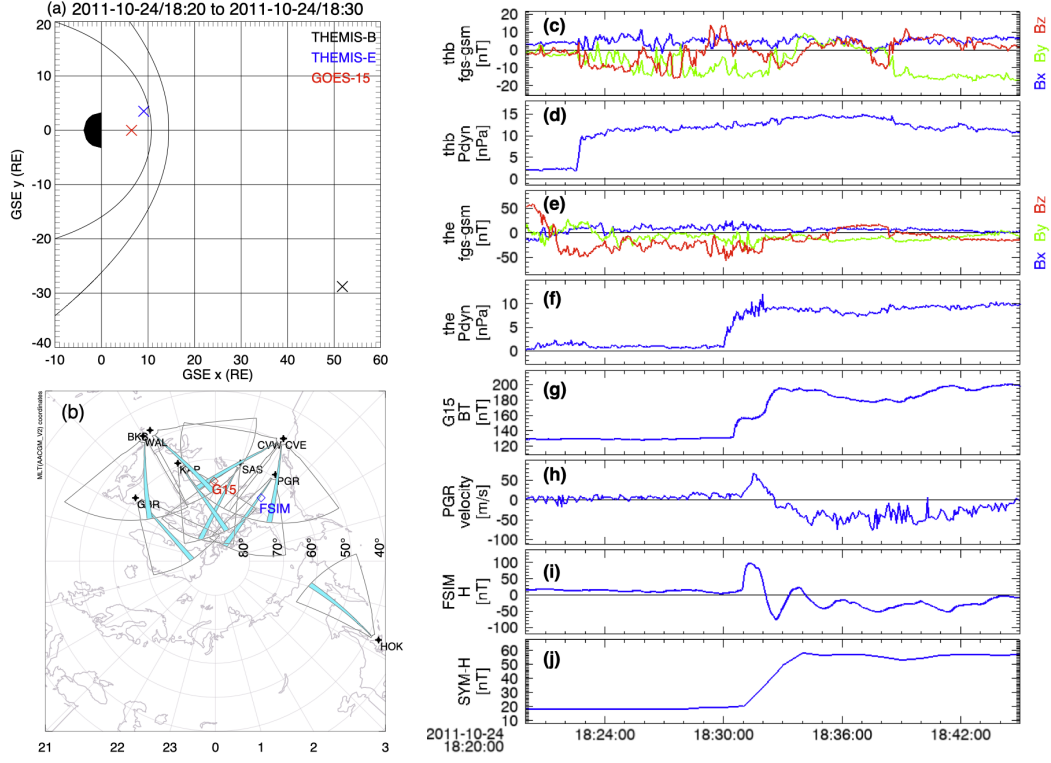 (a) 2011-10-24/18:20 to 2011-10-24/18:30
20
10
0
-10
-20
-30
-40
GSE y (RE)
THEMIS-B
THEMIS-E
GOES-15
-10 0 10 20 30 40 50 60
GSE x (RE)
(b)
MLT(AACGM_V2) coordinates
BKS
WAL
CVW CVE
KAP
SAS
G15
PGR
GBR
FSIM
80° 70° 60° 50° 40°
HOK
21 22 23 0 1 2 3
(c)
thb
fgs-gsm
[nT]
20
10
0
-10
-20
Bx By Bz
(d)
thb
Pdyn
[nPa]
15
10
5
2
0
(e)
the
fgs-gsm
[nT]
50
0
-50
Bx By Bz
(f)
the
Pdyn
[nPa]
10
5
0
(g)
G15
BT
[nT]
200
180
160
140
130
(h)
PGR
velocity
[m/s]
100
50
0
-50
-100
(i)
FSIM
H
[nT]
100
50
0
-50
-100
(j)
SYM-H
[nT]
60
50
40
30
20
10
2011-10-24
18:20:00
18:24:00 18:30:00 18:36:00 18:42:00